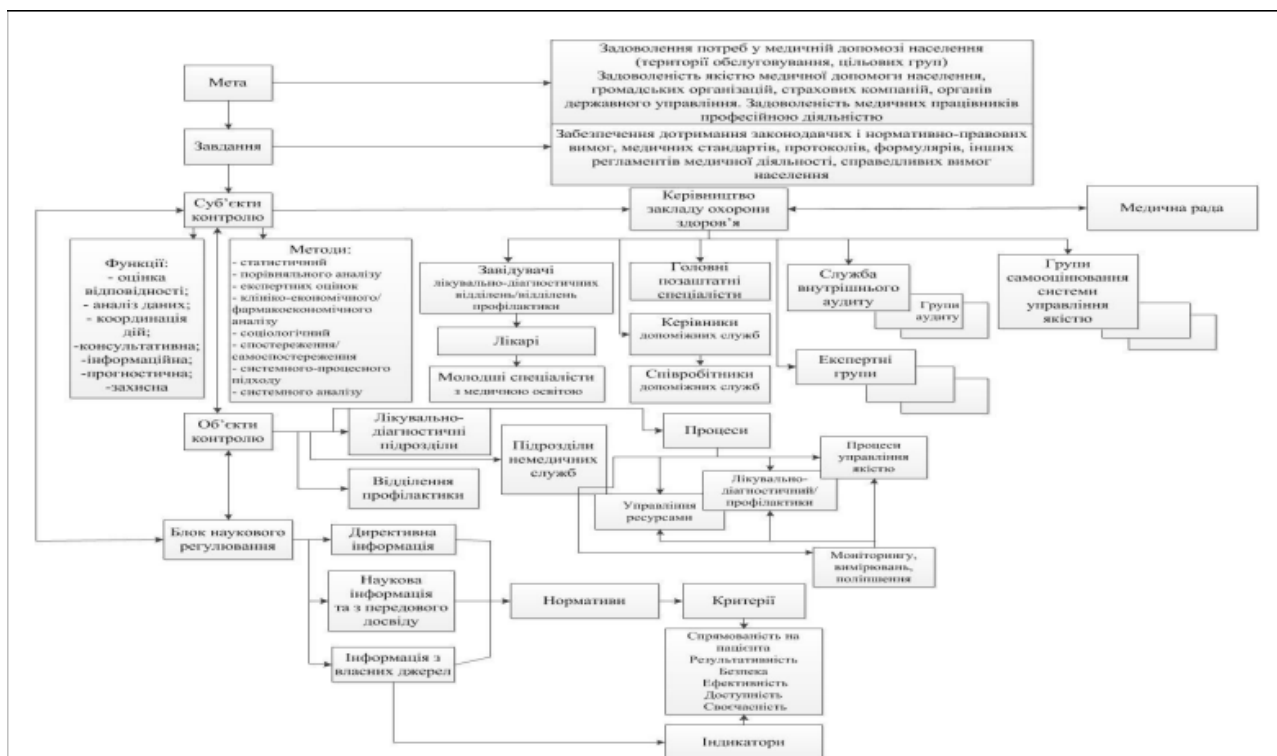 Мета
Задоволення потреб у медичній допомозі населення
(території обслуговування, цільових груп)
Задоволеність якістю медичної допомоги населення,
громадських організацій, страхових компаній, органів
державного управління. Задоволеність медичних працівників
професійною діяльністю
Завдання
Забезпечення дотримання законодавчих і нормативно-правових
вимог, медичних стандартів, протоколів, формулярів, інших
регламентів медичної діяльності, справедливих вимог
населення
Суб’єкти
контролю
Керівництво
закладу охорони
здоров’я
Медична рада
Функції:
- оцінка
відповідності;
- аналіз даних;
- координація
дій;
-консультативна;
-інформаційна;
-прогностична;
-захисна
Методи:
- статистичний
- порівняльного аналізу
- експертних оцінок
- клініко-економічного/
фармакоекономічного
аналізу
- соціологічний
- спостереження/
самоспостереження
- системного-процесного
підходу
- системного аналізу
Завідувачі
лікувально-діагностичних
відділень/відділень
профілактики
Лікарі
Молодші спеціалісти
з медичною освітою
Головні
позаштатні
спеціалісти
Керівники
допоміжних служб
Співробітники
допоміжних служб
Служба
внутрішнього
аудиту
Групи
аудиту
Експертні
групи
Групи
самооцінювання
системи
управління
якістю
Об’єкти
контролю
Лікувально-
діагностичні
підрозділи
Відділення
профілактики
Підрозділи
немедичних
служб
Процеси
Управління
ресурсами
Лікувально-
діагностичний/
профілактики
Процеси
управління
якістю
Моніторингу,
вимірювань,
поліпшення
Блок наукового
регулювання
Директивна
інформація
Наукова
інформація
та з передового
досвіду
Інформація з
власних джерел
Нормативи
Критерії
Спрямованість на
пацієнта
Результативність
Безпека
Ефективність
Доступність
Своєчасність
Індикатори